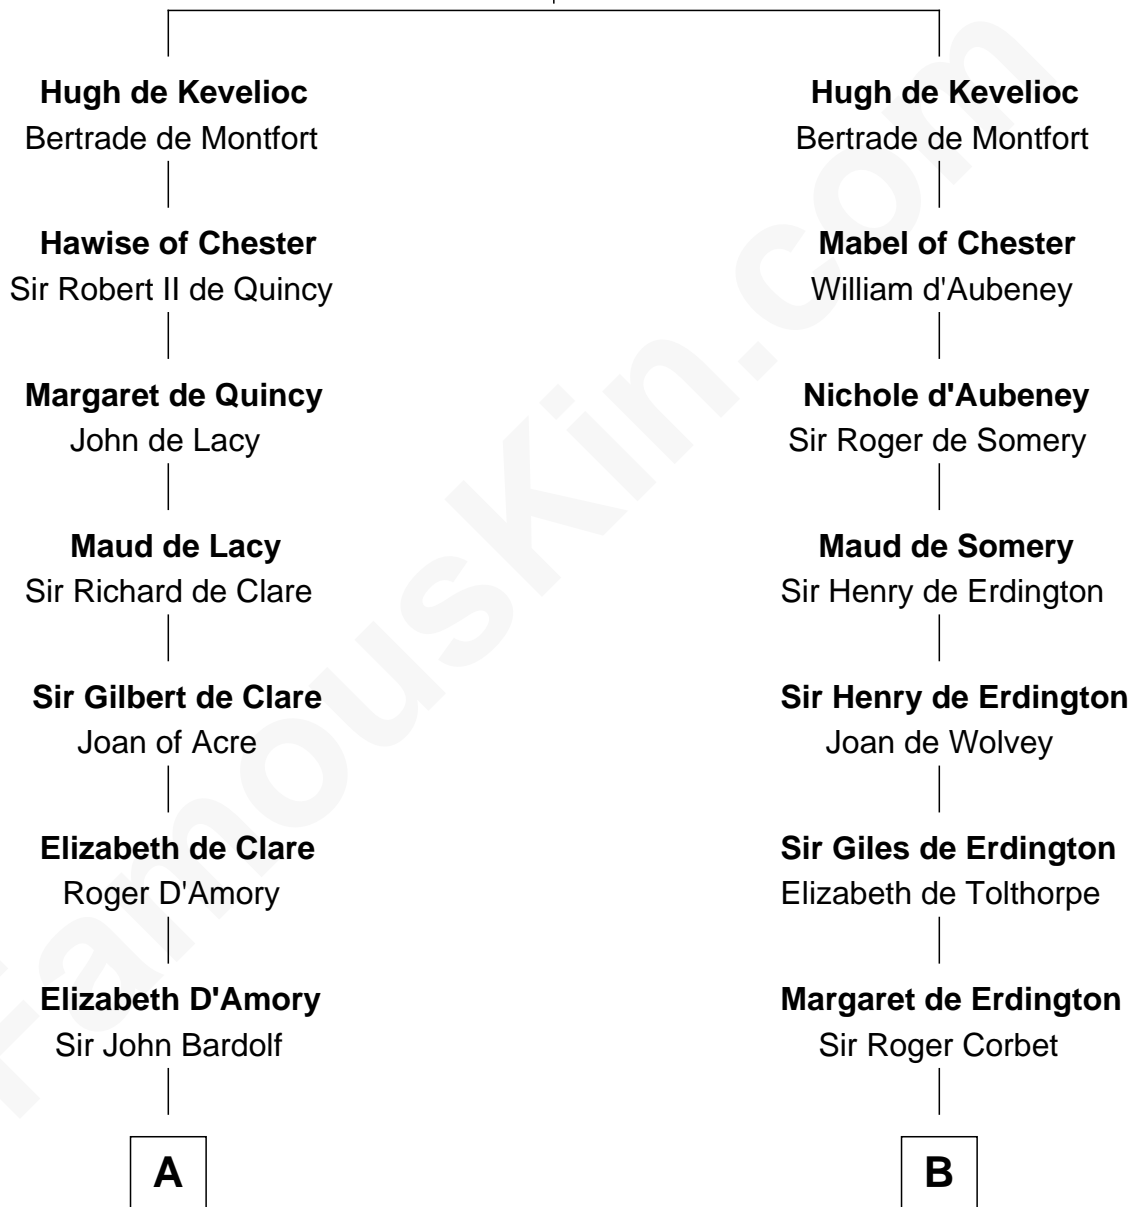 Hugh de Kevelioc
Bertrade de Montfort
Hawise of Chester
Sir Robert II de Quincy
Margaret de Quincy
John de Lacy
Maud de Lacy
Sir Richard de Clare
Sir Gilbert de Clare
Joan of Acre
Elizabeth de Clare
Roger D'Amory
Elizabeth D'Amory
Sir John Bardolf
A
Hugh de Kevelioc
Bertrade de Montfort
Mabel of Chester
William d'Aubeney
Nichole d'Aubeney
Sir Roger de Somery
Maud de Somery
Sir Henry de Erdington
Sir Henry de Erdington
Joan de Wolvey
Sir Giles de Erdington
Elizabeth de Tolthorpe
Margaret de Erdington
Sir Roger Corbet
B
FamousKin.com